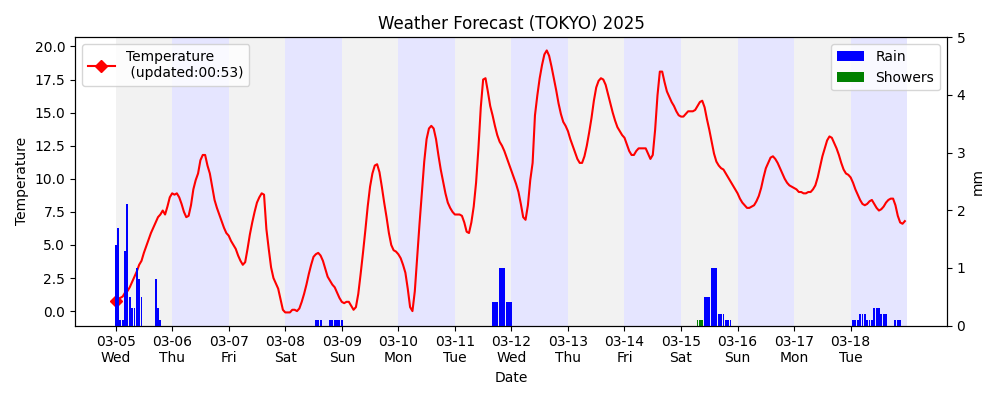 Weather Forecast (TOKYO) 2025
Temperature
(updated:00:53)
Rain
Showers
Temperature
20.0
17.5
15.0
12.5
10.0
7.5
5.0
2.5
0.0
5
4
3
2
1
0
mm
03-05 03-06 03-07 03-08 03-09 03-10 03-11 03-12 03-13 03-14 03-15 03-16 03-17 03-18
Wed Thu Fri Sat Sun Mon Tue Wed Thu Fri Sat Sun Mon Tue
Date